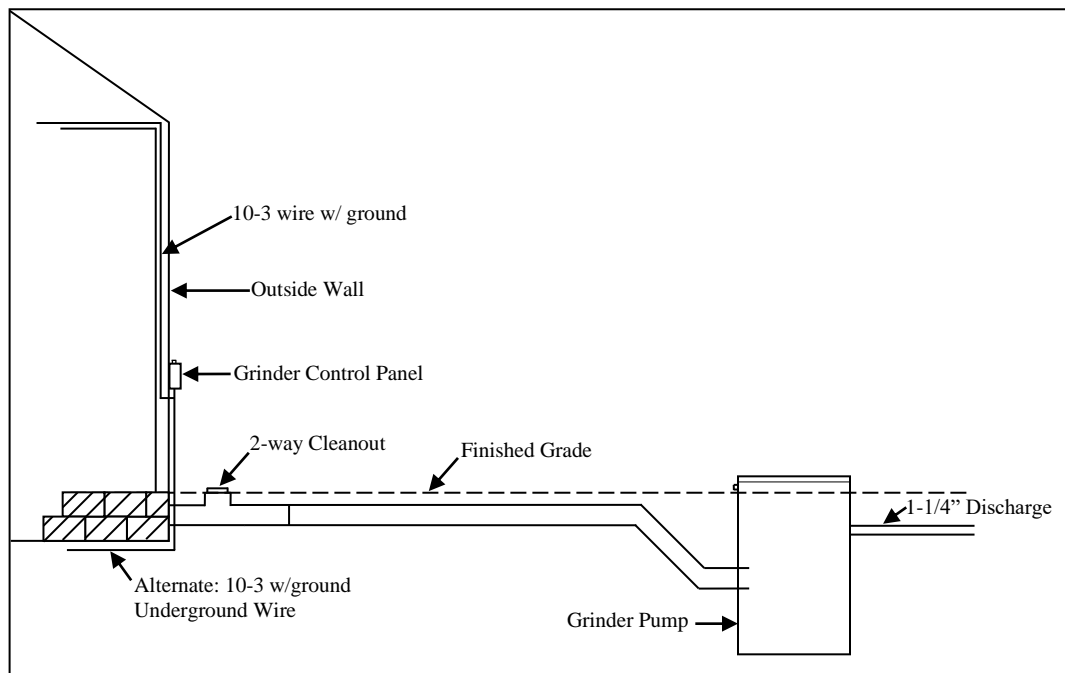 10-3 wire w/ ground
Outside Wall
Grinder Control Panel
2-way Cleanout
Finished Grade
1-1/4” Discharge
Alternate: 10-3 w/ground
Underground Wire
Grinder Pump